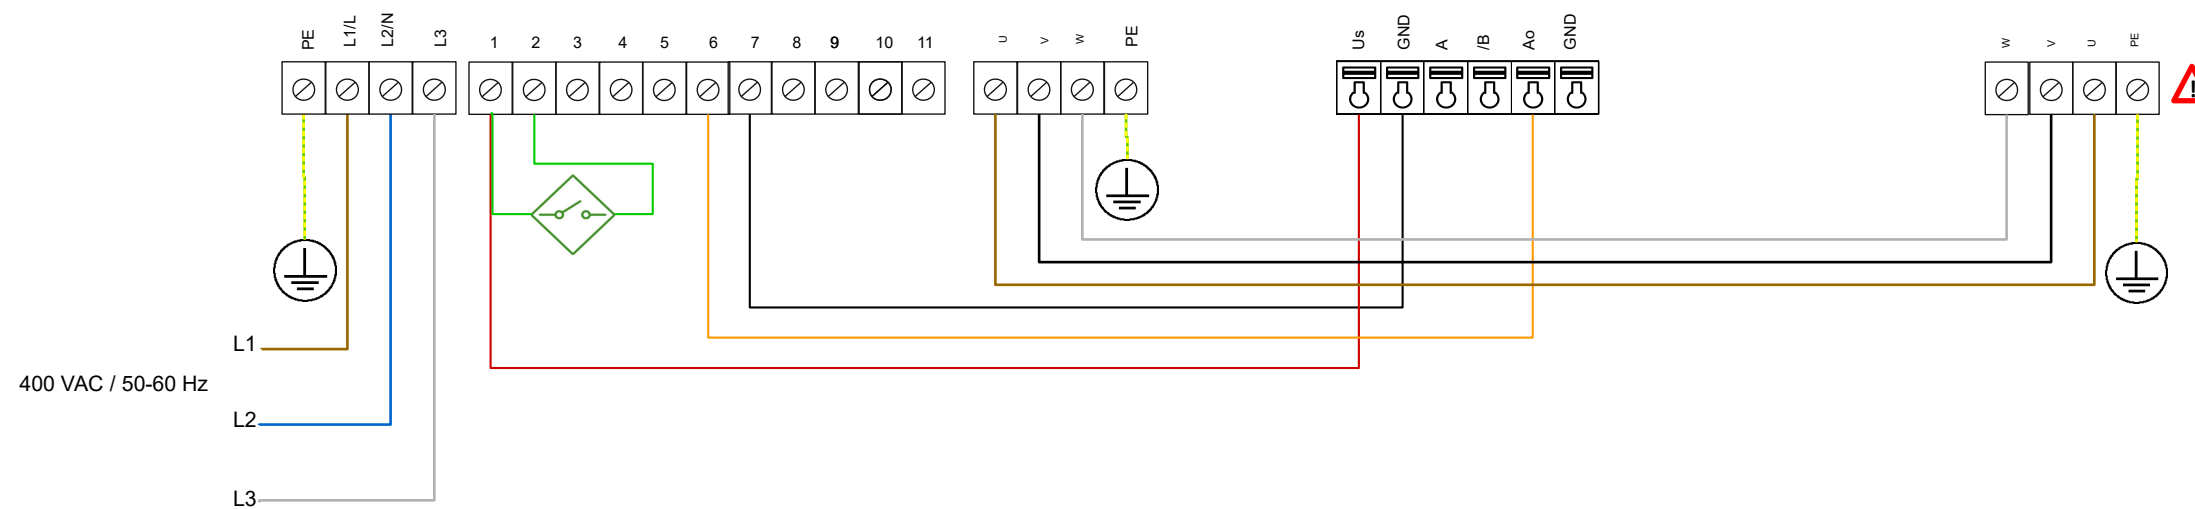 PE L1/L L2/N L3 1 2 3 4 5 6 7 8 9 10 11 U V W PE Us GND A /B Ao GND W V U PE
!
L1
400 VAC / 50-60 Hz
L2
L3